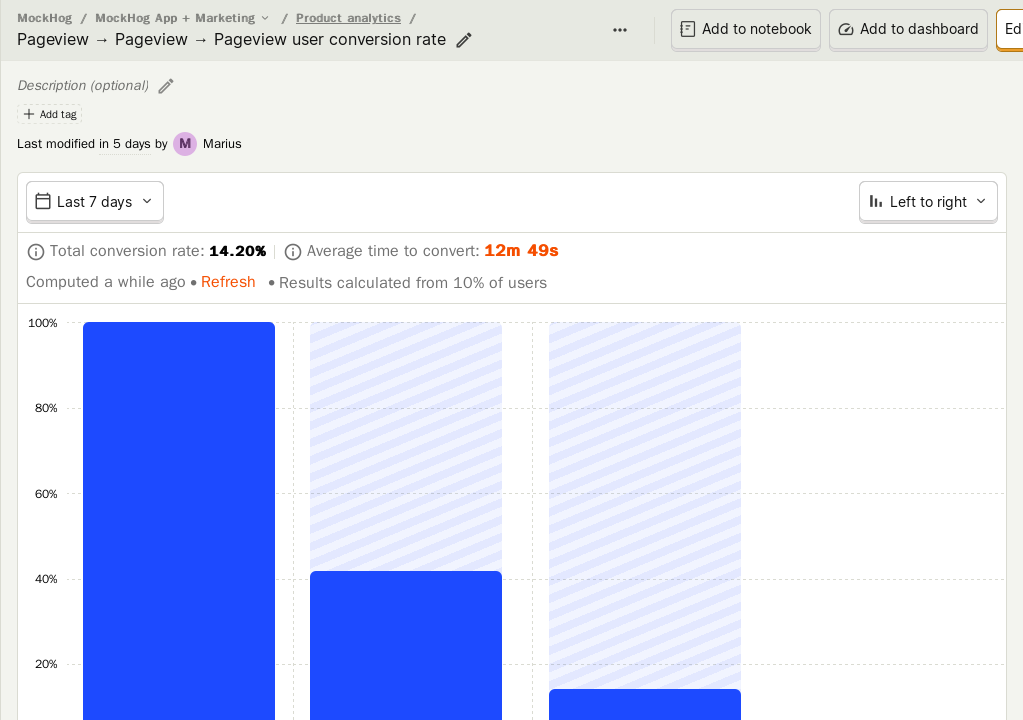 MockHog / MockHog App + Marketing / Product analytics /
Pageview → Pageview → Pageview user conversion rate
Add to notebook
Add to dashboard
Ed
Description (optional)
Add tag
Last modified in 5 days by M Marius
Last 7 days
Left to right
Total conversion rate: 14.20%
Average time to convert: 12m 49s
Computed a while ago • Refresh • Results calculated from 10% of users
100%
80%
60%
40%
20%